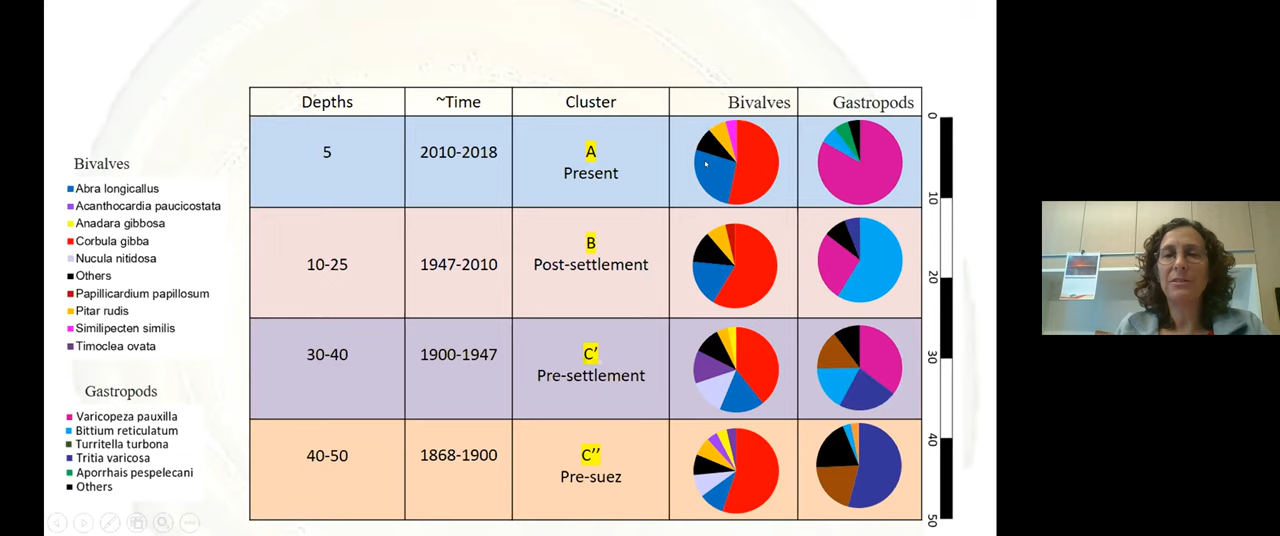 Depths ~Time Cluster Bivalves Gastropods
5 2010-2018 A
Present
10-25 1947-2010 B
Post-settlement
30-40 1900-1947 C’
Pre-settlement
40-50 1868-1900 C’’
Pre-suez
0
10
20
30
40
50
Bivalves
Abra longicallus
Acanthocardia paucicostata
Anadara gibbosa
Corbula gibba
Nucula nitidosa
Others
Papillicardium papillosum
Pitar rudis
Similipecten similis
Timoclea ovata
Gastropods
Varicopeza pauxilla
Bittium reticulatum
Turritella turbona
Tritia varicosa
Aporrhais pespelecani
Others